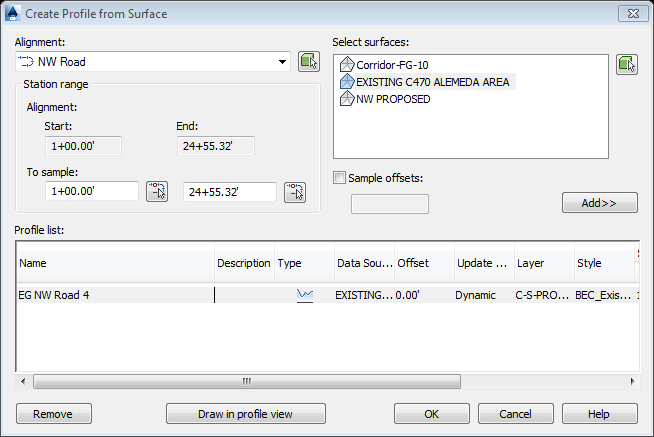 Create Profile from Surface
Alignment:
NW Road
Station range
Alignment:
Start:
End:
1+00.00'
24+55.32'
To sample:
1+00.00'
24+55.32'
Select surfaces:
Corridor-FG-10
EXISTING C470 ALEMEDA AREA
NW PROPOSED
Sample offsets:
Add>>
Profile list:
Name Description Type Data Sou... Offset Update ... Layer Style
EG NW Road 4 EXISTING... 0.00' Dynamic C-S-PRO... BEC_Exis...
Remove Draw in profile view OK Cancel Help